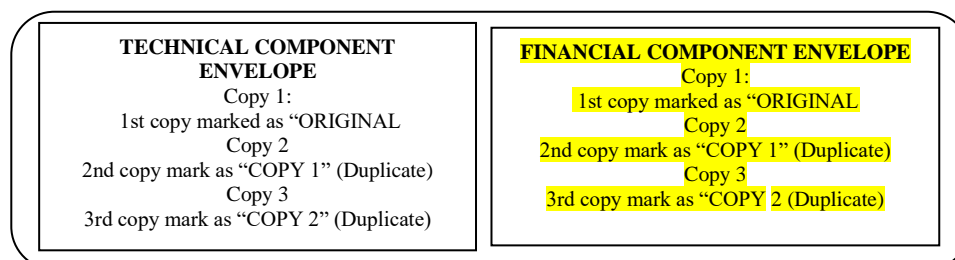 TECHNICAL COMPONENT
ENVELOPE
Copy 1:
1st copy marked as “ORIGINAL
Copy 2
2nd copy mark as “COPY 1” (Duplicate)
Copy 3
3rd copy mark as “COPY 2” (Duplicate)
FINANCIAL COMPONENT ENVELOPE
Copy 1:
1st copy marked as “ORIGINAL
Copy 2
2nd copy mark as “COPY 1” (Duplicate)
Copy 3
3rd copy mark as “COPY 2 (Duplicate)